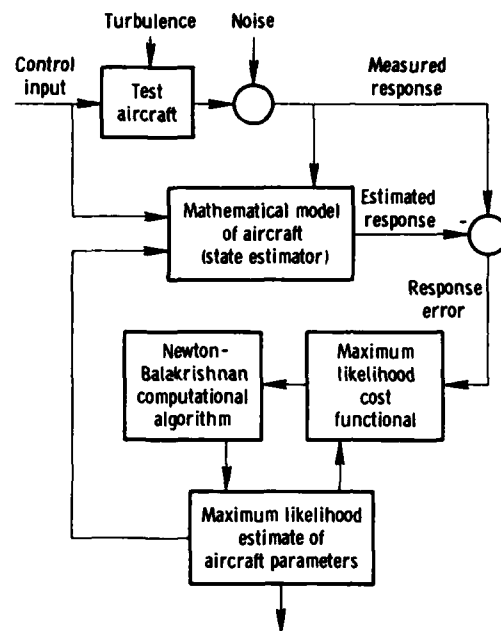 Turbulence
Noise
Control
input
Test
aircraft
Measured
response
Mathematical model
of aircraft
(state estimator)
Estimated
response
-
Response
error
Newton-
Balakrishnan
computational
algorithm
Maximum
likelihood
cost
functional
Maximum likelihood
estimate of
aircraft parameters